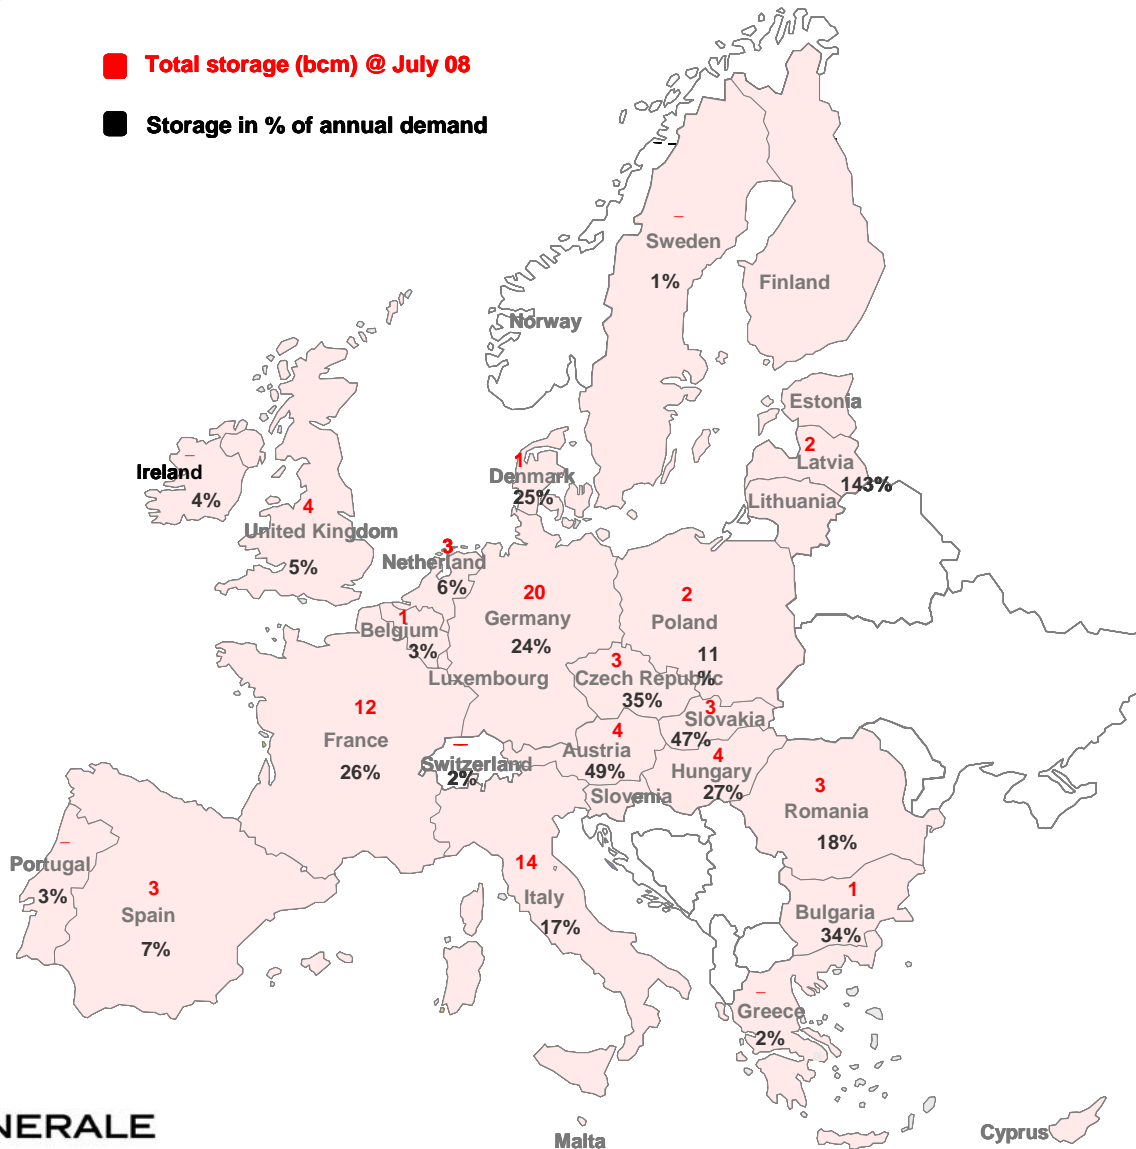 Total storage (bcm) @ July 08
Storage in % of annual demand
–
Sweden
1%
Finland
Norway
Estonia
2
Latvia
143%
Lithuania
1
Denmark
25%
–
Ireland
4%
4
United Kingdom
5%
3
Netherland
6%
20
Germany
24%
2
Poland
11
%
1
Belgium
3%
Luxembourg
3
Czech Republic
35%
3
Slovakia
47%
12
France
26%
–
Switzerland
2%
4
Austria
49%
4
Hungary
27%
Slovenia
3
Romania
18%
–
Portugal
3%
3
Spain
7%
14
Italy
17%
1
Bulgaria
34%
–
Greece
2%
Malta
Cyprus
NERALE